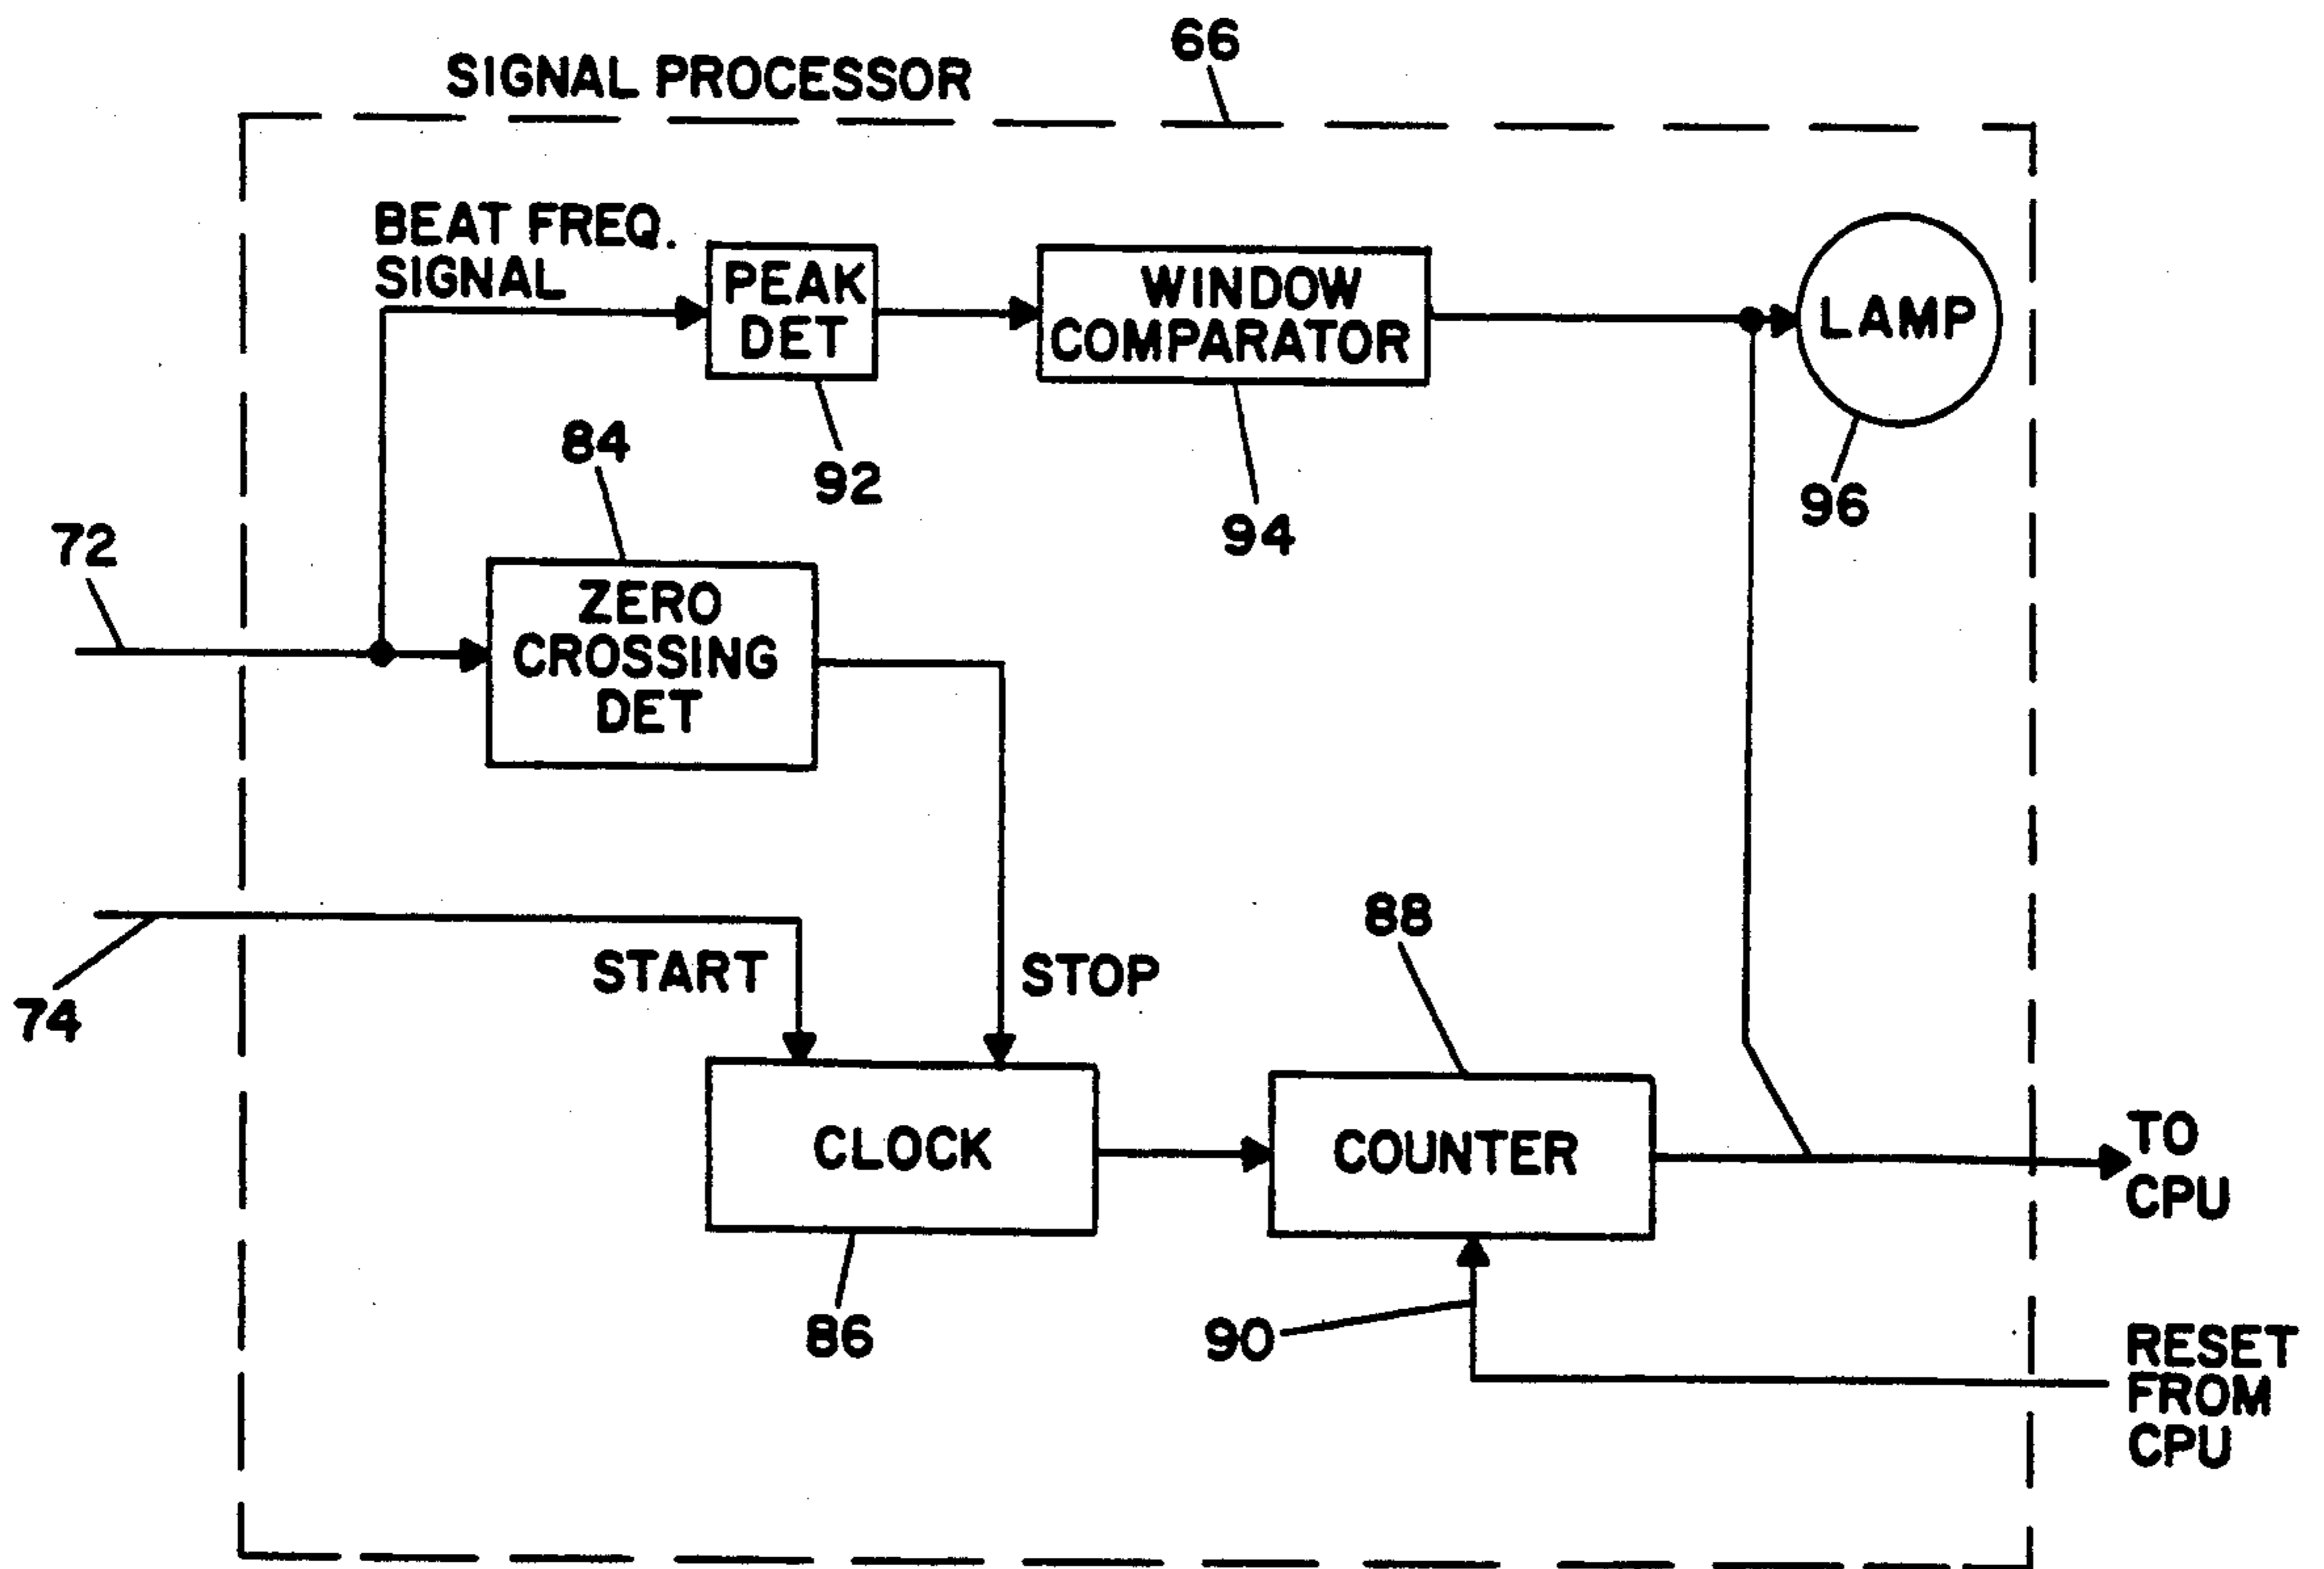 66
SIGNAL PROCESSOR
BEAT FREQ.
SIGNAL
PEAK
DET
WINDOW
COMPARATOR
LAMP
84
92
94
96
72
ZERO
CROSSING
DET
74
START
STOP
88
CLOCK
COUNTER
TO
CPU
86
90
RESET
FROM
CPU